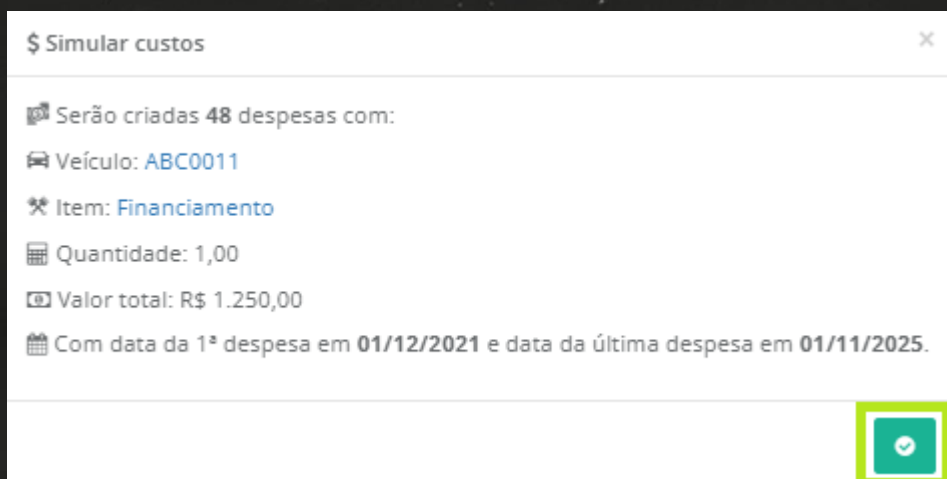 $ Simular custos
×
Serão criadas 48 despesas com:
Veículo: ABC0011
Item: Financiamento
Quantidade: 1,00
Valor total: R$ 1.250,00
Com data da 1ª despesa em 01/12/2021 e data da última despesa em 01/11/2025.